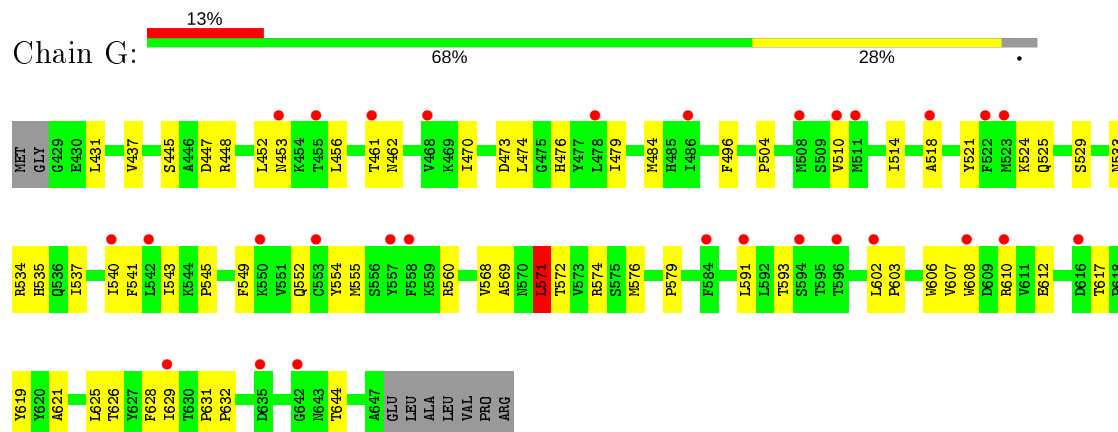 13%
Chain G:
68% 28% •
MET GLY G429 E430 L431 V437 S445 A446 D447 R448 L452 N453 K454 T455 L456 T461 N462 V468 K469 I470 D473 L474 G475 H476 Y477 L478 I479 M484 H485 I486 F496 P504 M508 S509 V510 M511 I514 A518 Y521 F522 M523 K524 Q525 S529 N533
R534 H535 Q536 I537 I540 F541 L542 I543 K544 P545 F549 K550 V551 Q552 C553 Y554 M555 S556 Y557 F558 K559 R560 V568 A569 N570 L571 T572 V573 R574 S575 M576 P579 F584 L591 L592 T593 S594 T595 T596 L602 P603 W606 V607 W608 D609 R610 V611 E612 D616 T617 P618
Y619 Y620 A621 L625 T626 Y627 F628 I629 T630 P631 P632 D635 G642 N643 T644 A647 GLU LEU ALA LEU VAL PRO ARG